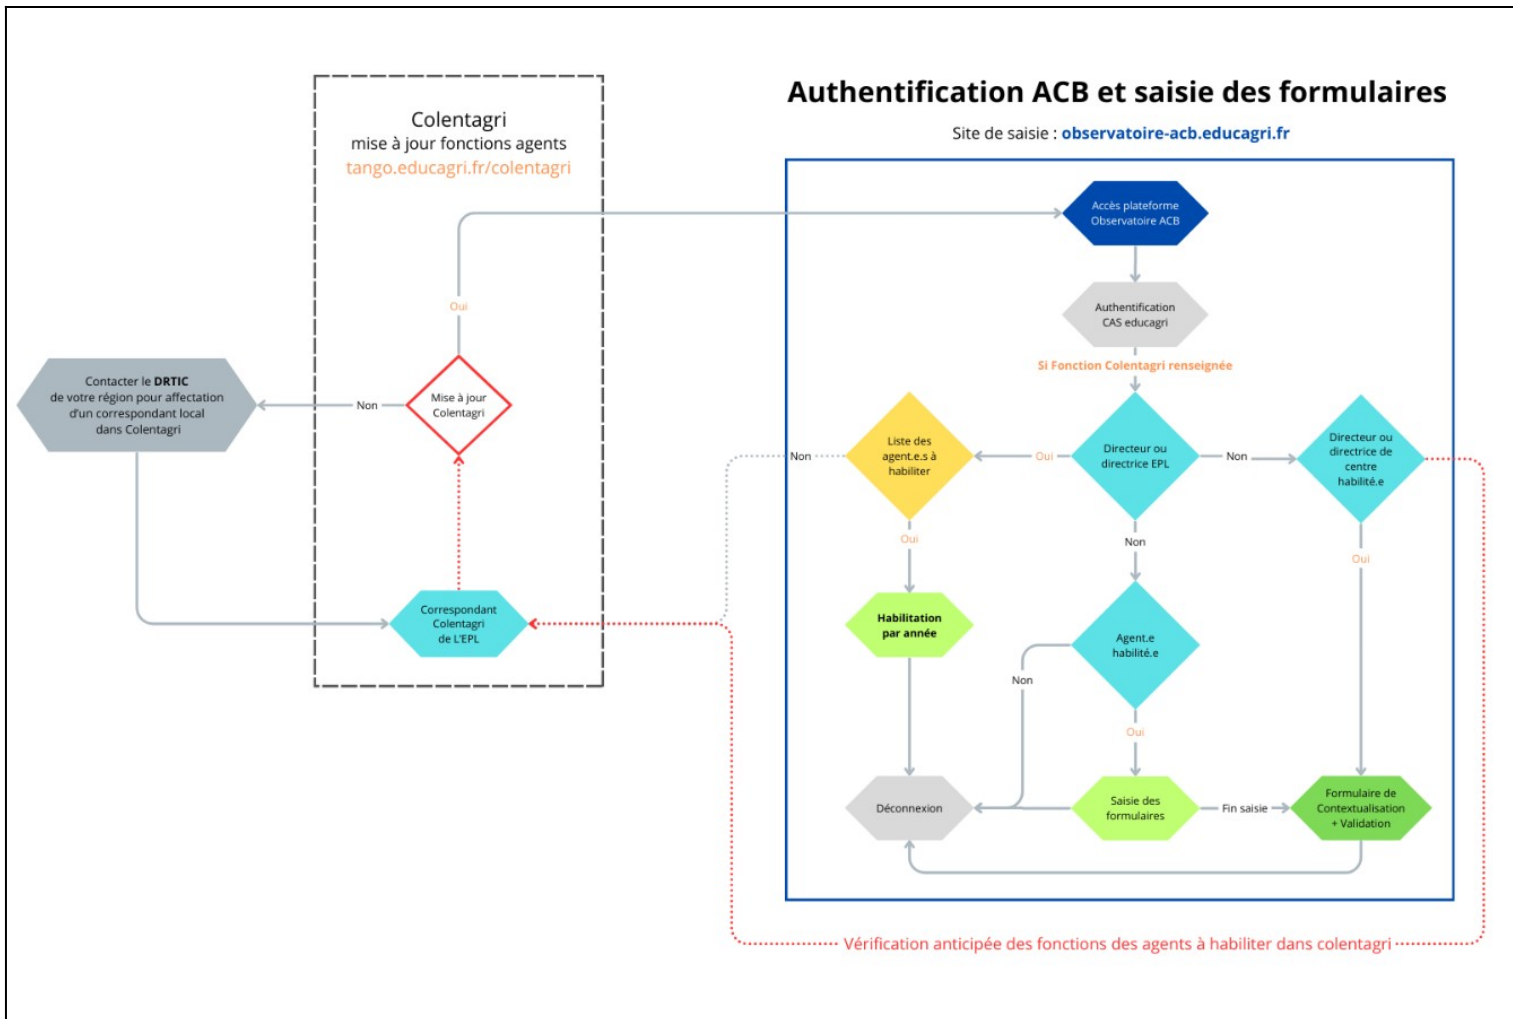 Authentification ACB et saisie des formulaires
Site de saisie : observatoire-acb.educagri.fr
Colentagri
mise à jour fonctions agents
tango.educagri.fr/colentagri
Accès plateforme
Observatoire ACB
Oui
Authentification
CAS educagri
Si Fonction Colentagri renseignée
Contacter le DRTIC
de votre région pour affectation
d'un correspondant local
dans Colentagri
Non
Mise à jour
Colentagri
Non
Liste des
agent.e.s à
habiliter
Oui
Directeur ou
directrice EPL
Non
Directeur ou
directrice de
centre
habilité.e
Oui
Non
Oui
Correspondant
Colentagri
de L'EPL
Habilitation
par année
Agent.e
habilité.e
Non
Oui
Déconnexion
Saisie des
formulaires
Fin saisie
Formulaire de
Contextualisation
+ Validation
Vérification anticipée des fonctions des agents à habiliter dans colentagri